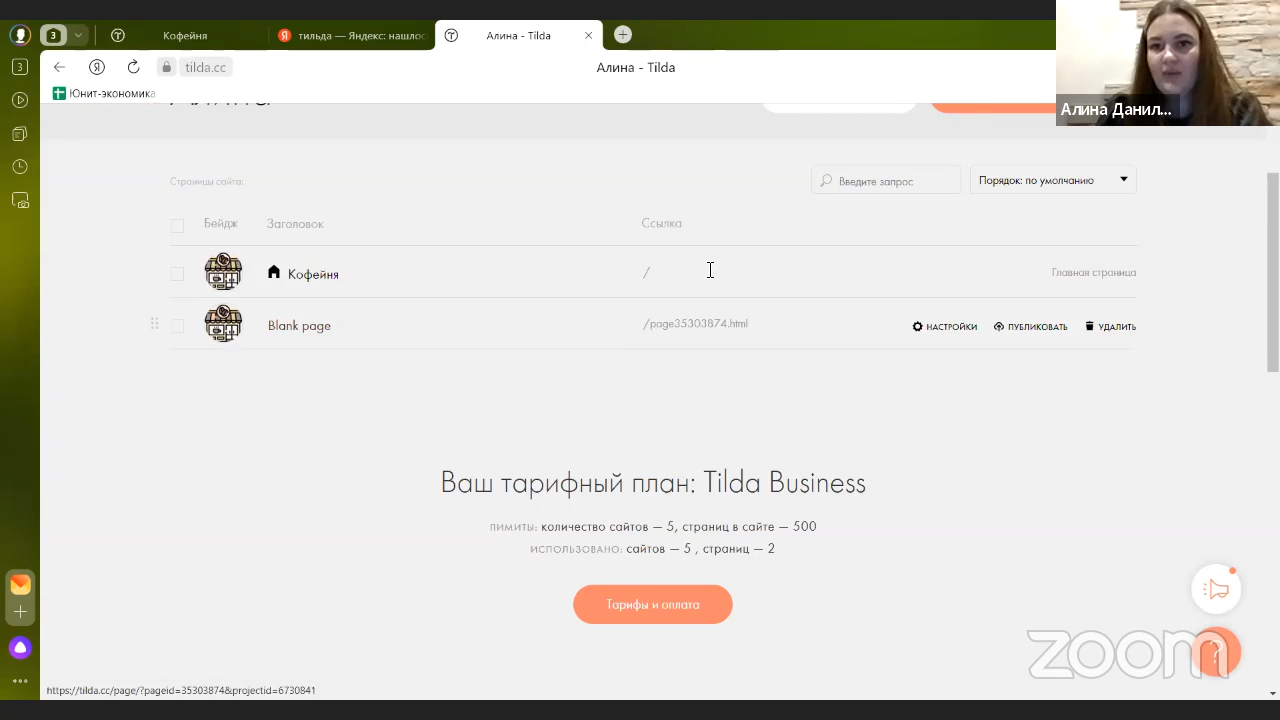 3
Кофейня
тильда — Яндекс: нашлос
Алина - Tilda
tilda.cc
Алина - Tilda
3
Юнит-экономика
Алина Данил...
Страницы сайта:
Введите запрос
Порядок: по умолчанию
Бейдж
Заголовок
Ссылка
Кофейня
/
Главная страница
Blank page
/page35303874.html
НАСТРОЙКИ
ПУБЛИКОВАТЬ
УДАЛИТЬ
Ваш тарифный план: Tilda Business
ЛИМИТЫ: количество сайтов — 5, страниц в сайте — 500
ИСПОЛЬЗОВАНО: сайтов — 5 , страниц — 2
Тарифы и оплата
zoom
?
https://tilda.cc/page/?pageid=35303874&projectid=6730841